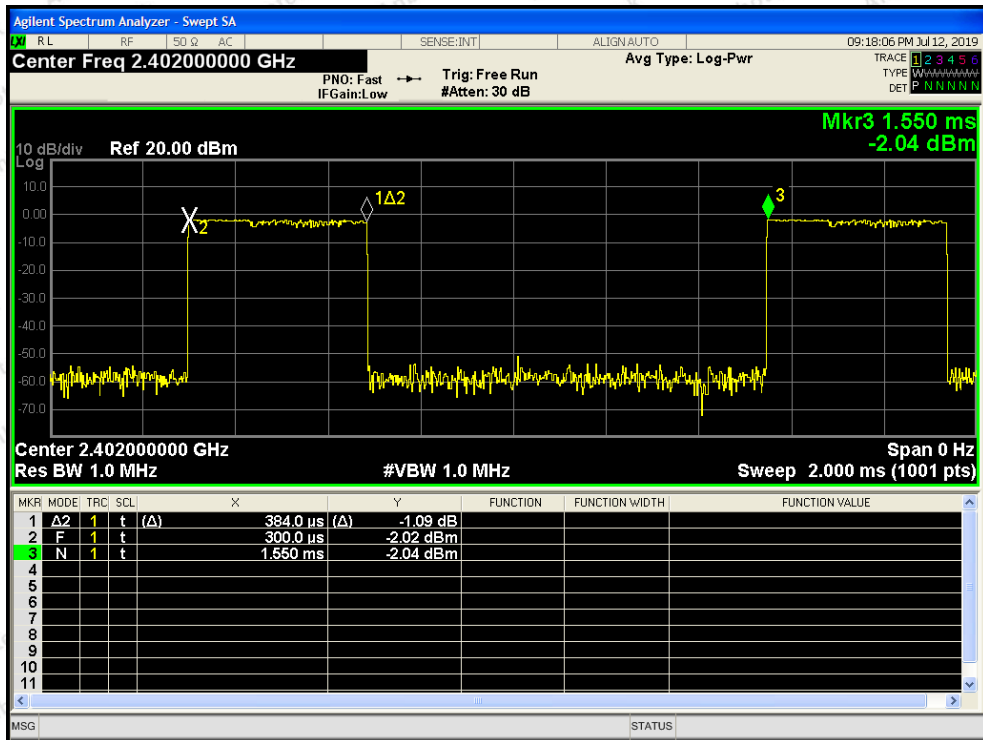 Agilent Spectrum Analyzer - Swept SA
LXI RL RF 50 Ω AC SENSE:INT ALIGNAUTO 09:18:06 PM Jul 12, 2019
Center Freq 2.402000000 GHz Avg Type: Log-Pwr TRACE 1 2 3 4 5 6
PNO: Fast Trig: Free Run TYPE WWWWWW
IFGain:Low #Atten: 30 dB DET P N N N N N
Mkr3 1.550 ms
10 dB/div Ref 20.00 dBm -2.04 dBm
Log
10.0
1Δ2 3
0.00
X2
-10.0
-20.0
-30.0
-40.0
-50.0
-60.0
-70.0
Center 2.402000000 GHz Span 0 Hz
Res BW 1.0 MHz #VBW 1.0 MHz Sweep 2.000 ms (1001 pts)
MKR MODE TRC SCL X Y FUNCTION FUNCTION WIDTH FUNCTION VALUE
1 Δ2 1 t (Δ) 384.0 µs (Δ) -1.09 dB
2 F 1 t 300.0 µs -2.02 dBm
3 N 1 t 1.550 ms -2.04 dBm
4
5
6
7
8
9
10
11
MSG STATUS